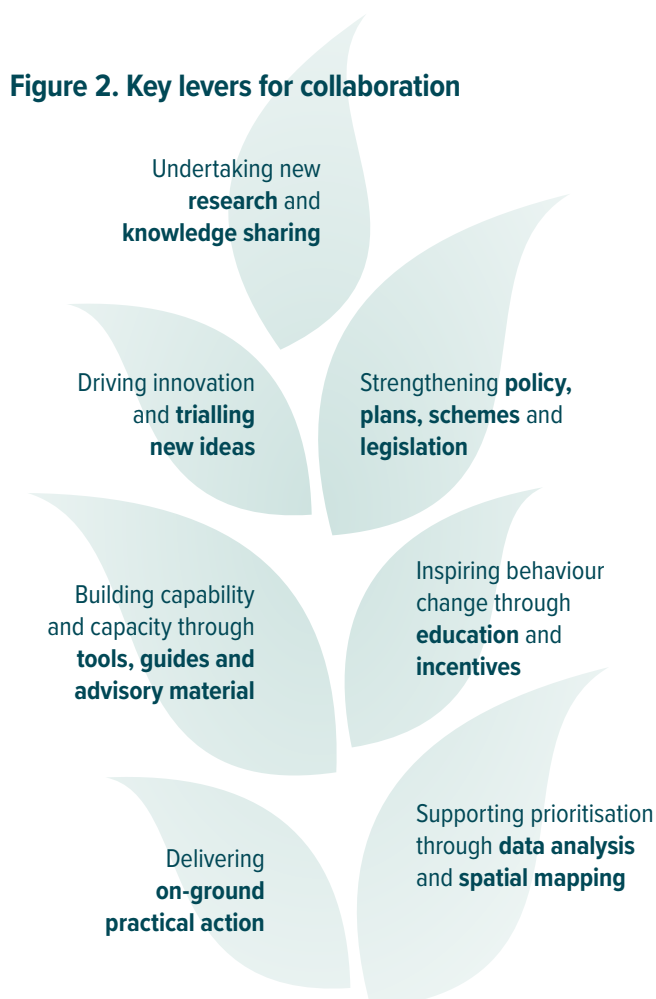 Figure 2. Key levers for collaboration
Undertaking new
research and
knowledge sharing
Driving innovation
and trialling
new ideas
Strengthening policy,
plans, schemes and
legislation
Building capability
and capacity through
tools, guides and
advisory material
Inspiring behaviour
change through
education and
incentives
Delivering
on-ground
practical action
Supporting prioritisation
through data analysis
and spatial mapping